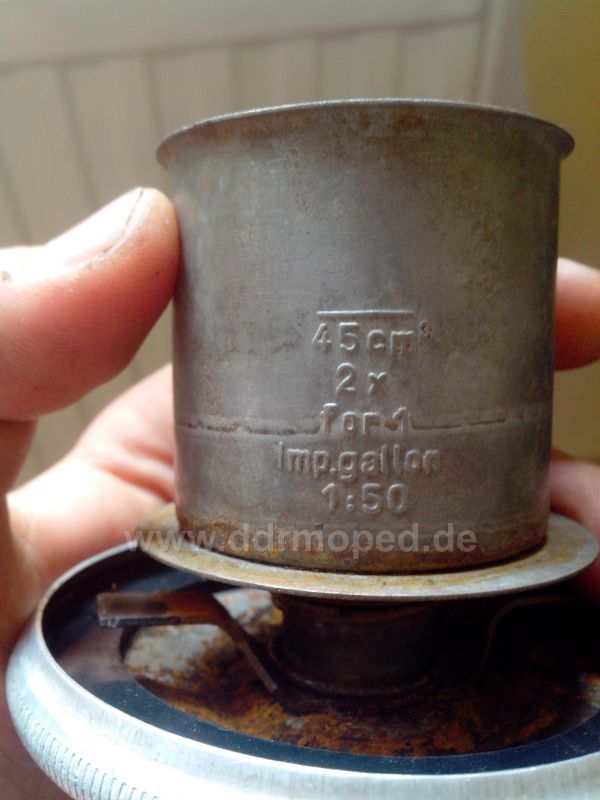 45cm³
2x
for 1
Imp.gallon
1:50
www.ddrmoped.de